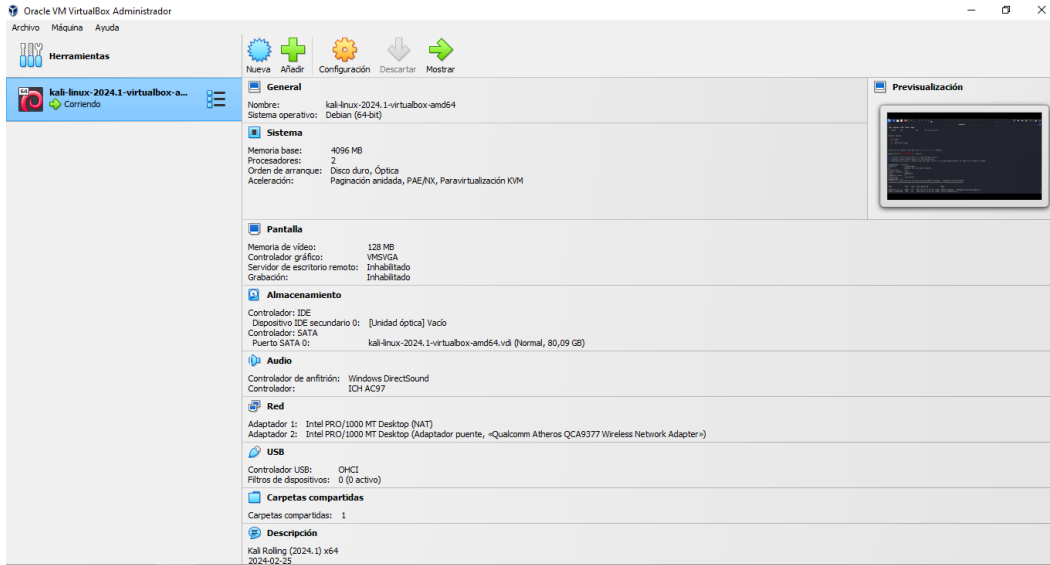 Oracle VM VirtualBox Administrador
Archivo Máquina Ayuda
Herramientas
Nueva Añadir Configuración Descartar Mostrar
64
kali-linux-2024.1-virtualbox-a...
Corriendo
General
Nombre: kali-linux-2024.1-virtualbox-amd64
Sistema operativo: Debian (64-bit)
Previsualización
Sistema
Memoria base: 4096 MB
Procesadores: 2
Orden de arranque: Disco duro, Óptica
Aceleración: Paginación anidada, PAE/NX, Paravirtualización KVM
Pantalla
Memoria de vídeo: 128 MB
Controlador gráfico: VMSVGA
Servidor de escritorio remoto: Inhabilitado
Grabación: Inhabilitado
Almacenamiento
Controlador: IDE
Dispositivo IDE secundario 0: [Unidad óptica] Vacío
Controlador: SATA
Puerto SATA 0: kali-linux-2024.1-virtualbox-amd64.vdi (Normal, 80,09 GB)
Audio
Controlador de anfitrión: Windows DirectSound
Controlador: ICH AC97
Red
Adaptador 1: Intel PRO/1000 MT Desktop (NAT)
Adaptador 2: Intel PRO/1000 MT Desktop (Adaptador puente, «Qualcomm Atheros QCA9377 Wireless Network Adapter»)
USB
Controlador USB: OHCI
Filtros de dispositivos: 0 (0 activo)
Carpetas compartidas
Carpetas compartidas: 1
Descripción
Kali Rolling (2024.1) x64
2024-02-25